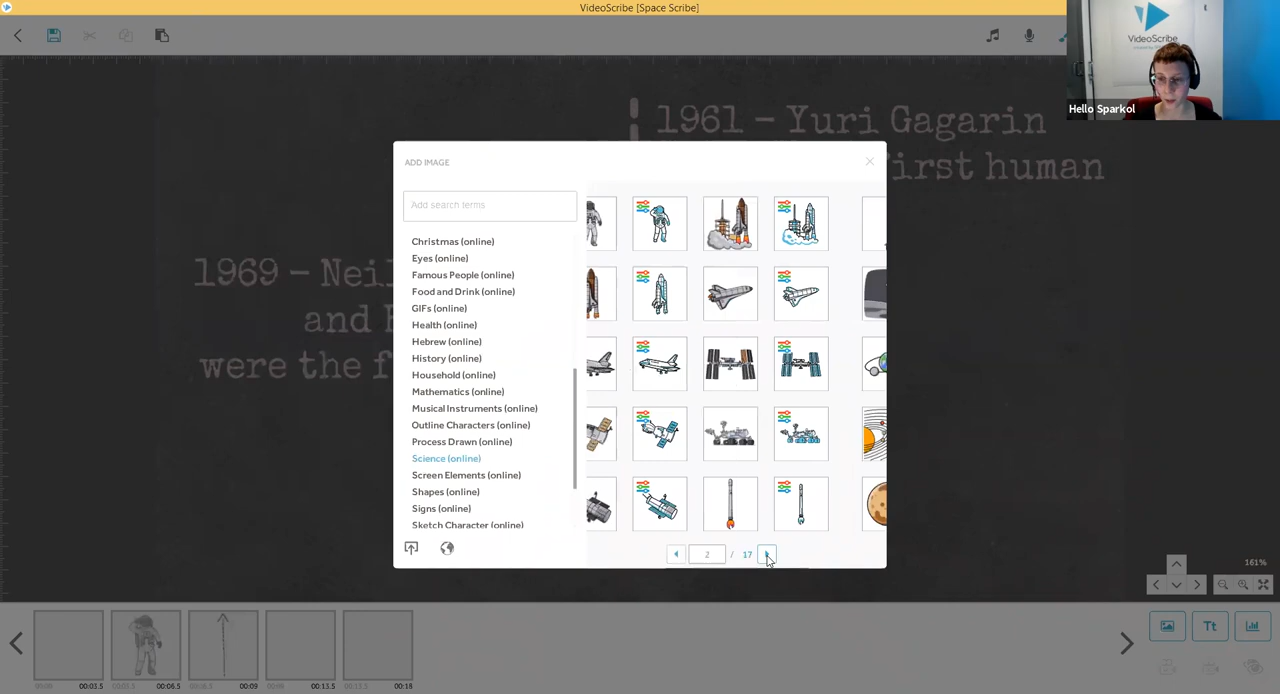 VideoScribe [Space Scribe]
VideoScribe
Hello Sparkol
1961 – Yuri Gagarin
first human
1969 – Neil
and
were the f
ADD IMAGE
Add search terms
Christmas (online)
Eyes (online)
Famous People (online)
Food and Drink (online)
GIFs (online)
Health (online)
Hebrew (online)
History (online)
Household (online)
Mathematics (online)
Musical Instruments (online)
Outline Characters (online)
Process Drawn (online)
Science (online)
Screen Elements (online)
Shapes (online)
Signs (online)
Sketch Character (online)
2 / 17
161%
00:03.5
00:06.5
00:09
00:13.5
00:18
Tt